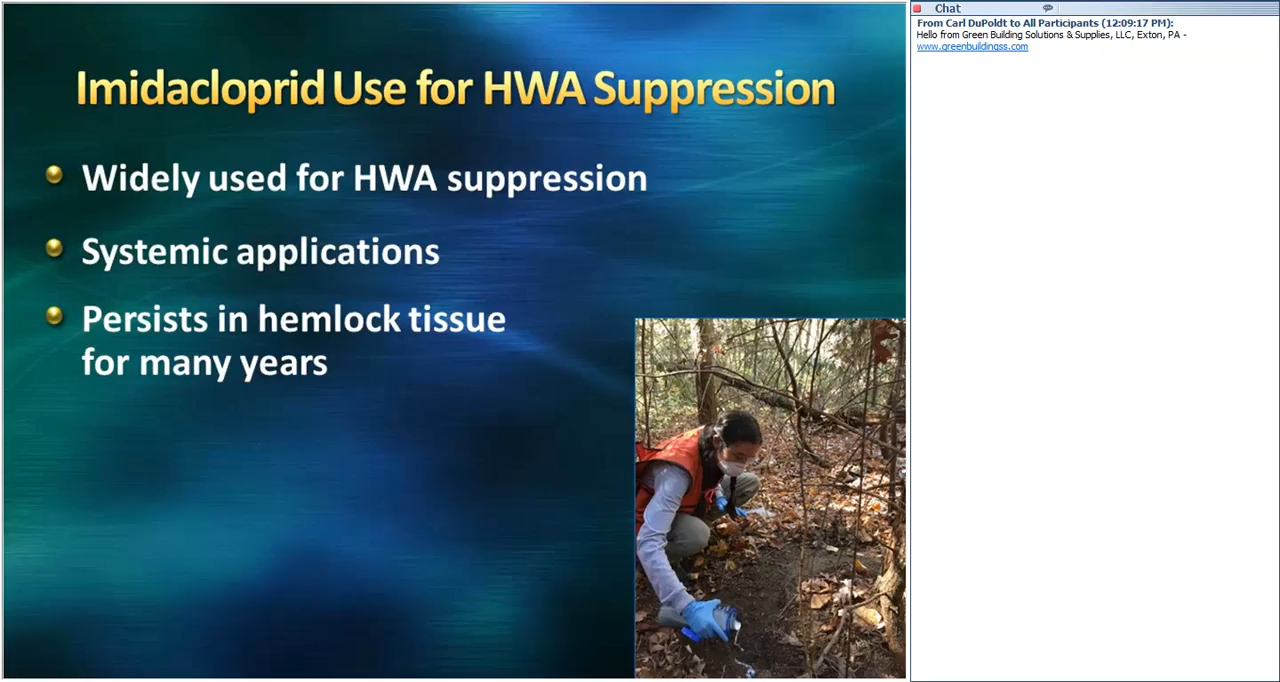 Imidacloprid Use for HWA Suppression
Widely used for HWA suppression
Systemic applications
Persists in hemlock tissue
for many years
Chat
From Carl DuPoldt to All Participants (12:09:17 PM):
Hello from Green Building Solutions & Supplies, LLC, Exton, PA -
www.greenbuildingss.com